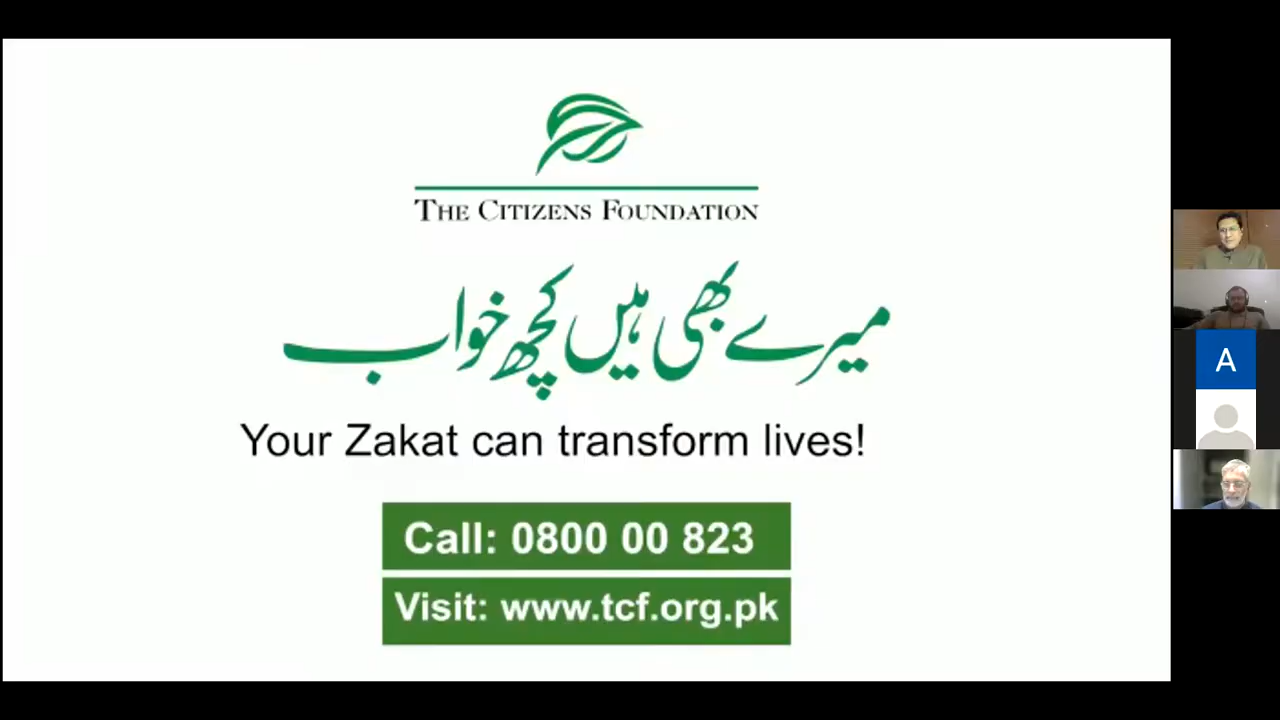 THE CITIZENS FOUNDATION
میرے بھی ہیں کچھ خواب
Your Zakat can transform lives!
Call: 0800 00 823
Visit: www.tcf.org.pk
A